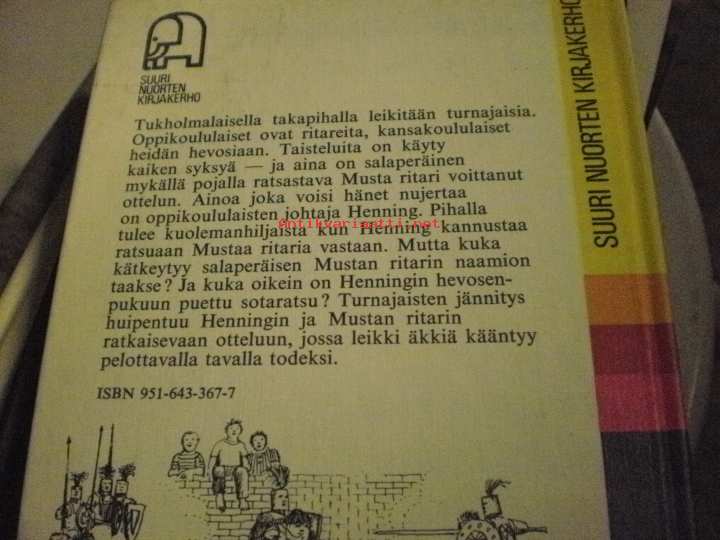 SUURI
NUORTEN
KIRJAKERHO
Tukholmalaisella takapihalla leikitään turnajaisia.
Oppikoululaiset ovat ritareita, kansakoululaiset
heidän hevosiaan. Taisteluita on käyty
kaiken syksyä — ja aina on salaperäinen
mykällä pojalla ratsastava Musta ritari voittanut
ottelun. Ainoa joka voisi hänet nujertaa
on oppikoululaisten johtaja Henning. Pihalla
tulee kuolemanhiljaista kun Henning kannustaa
ratsuaan Mustaa ritaria vastaan. Mutta kuka
kätkeytyy salaperäisen Mustan ritarin naamion
taakse? Ja kuka oikein on Henningin hevosen-
pukuun puettu sotaratsu? Turnajaisten jännitys
huipentuu Henningin ja Mustan ritarin
ratkaisevaan otteluun, jossa leikki äkkiä kääntyy
pelottavalla tavalla todeksi.
ISBN 951-643-367-7
SUURI NUORTEN KIRJAKERHO
antikvariaatti.net